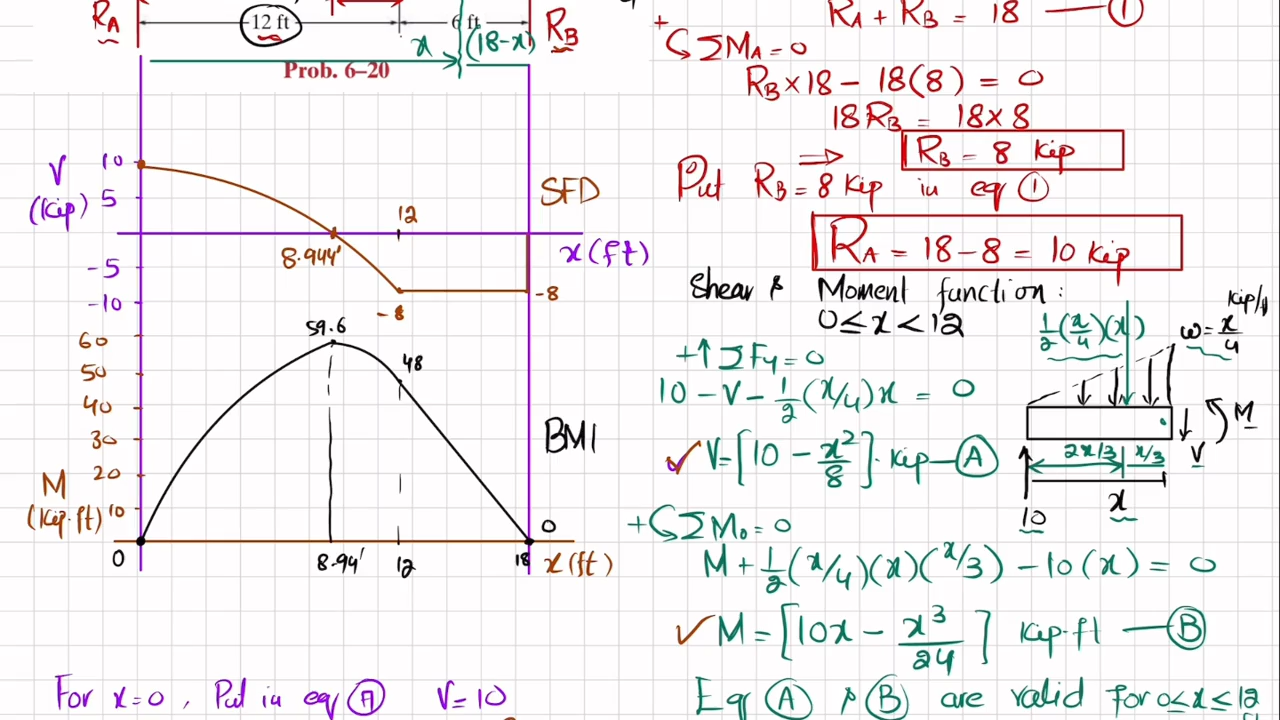 R_A
12 ft
6 ft
R_B
x
(18-x)
Prob. 6–20
V
(kip)
10
5
-5
-10
12
8.944'
-8
-8
SFD
x(ft)
60
50
40
30
20
10
M
(kip.ft)
59.6
48
BMI
0
0
8.94'
12
18
x(ft)
For x=0, Put in eq (A) V=10
R_A + R_B = 18 — (1)
+
ΣM_A = 0
R_B×18 - 18(8) = 0
18R_B = 18×8
⇒ R_B = 8 kip
Put R_B = 8 kip in eq (1)
R_A = 18-8 = 10 kip
Shear & Moment function:
0≤x<12
+↑ΣFy=0
10 - V - 1/2(x/4)x = 0
✓ V=[10 - x²/8].kip—(A)
+ΣM₀=0
M + 1/2(x/4)(x)(x/3) - 10(x) = 0
✓ M = [10x - x³/24] kip.ft —(B)
Eq (A) & (B) are valid for 0≤x≤12
1/2(x/4)(x)
w=x/4
M
V
2x/3
x/3
10
x